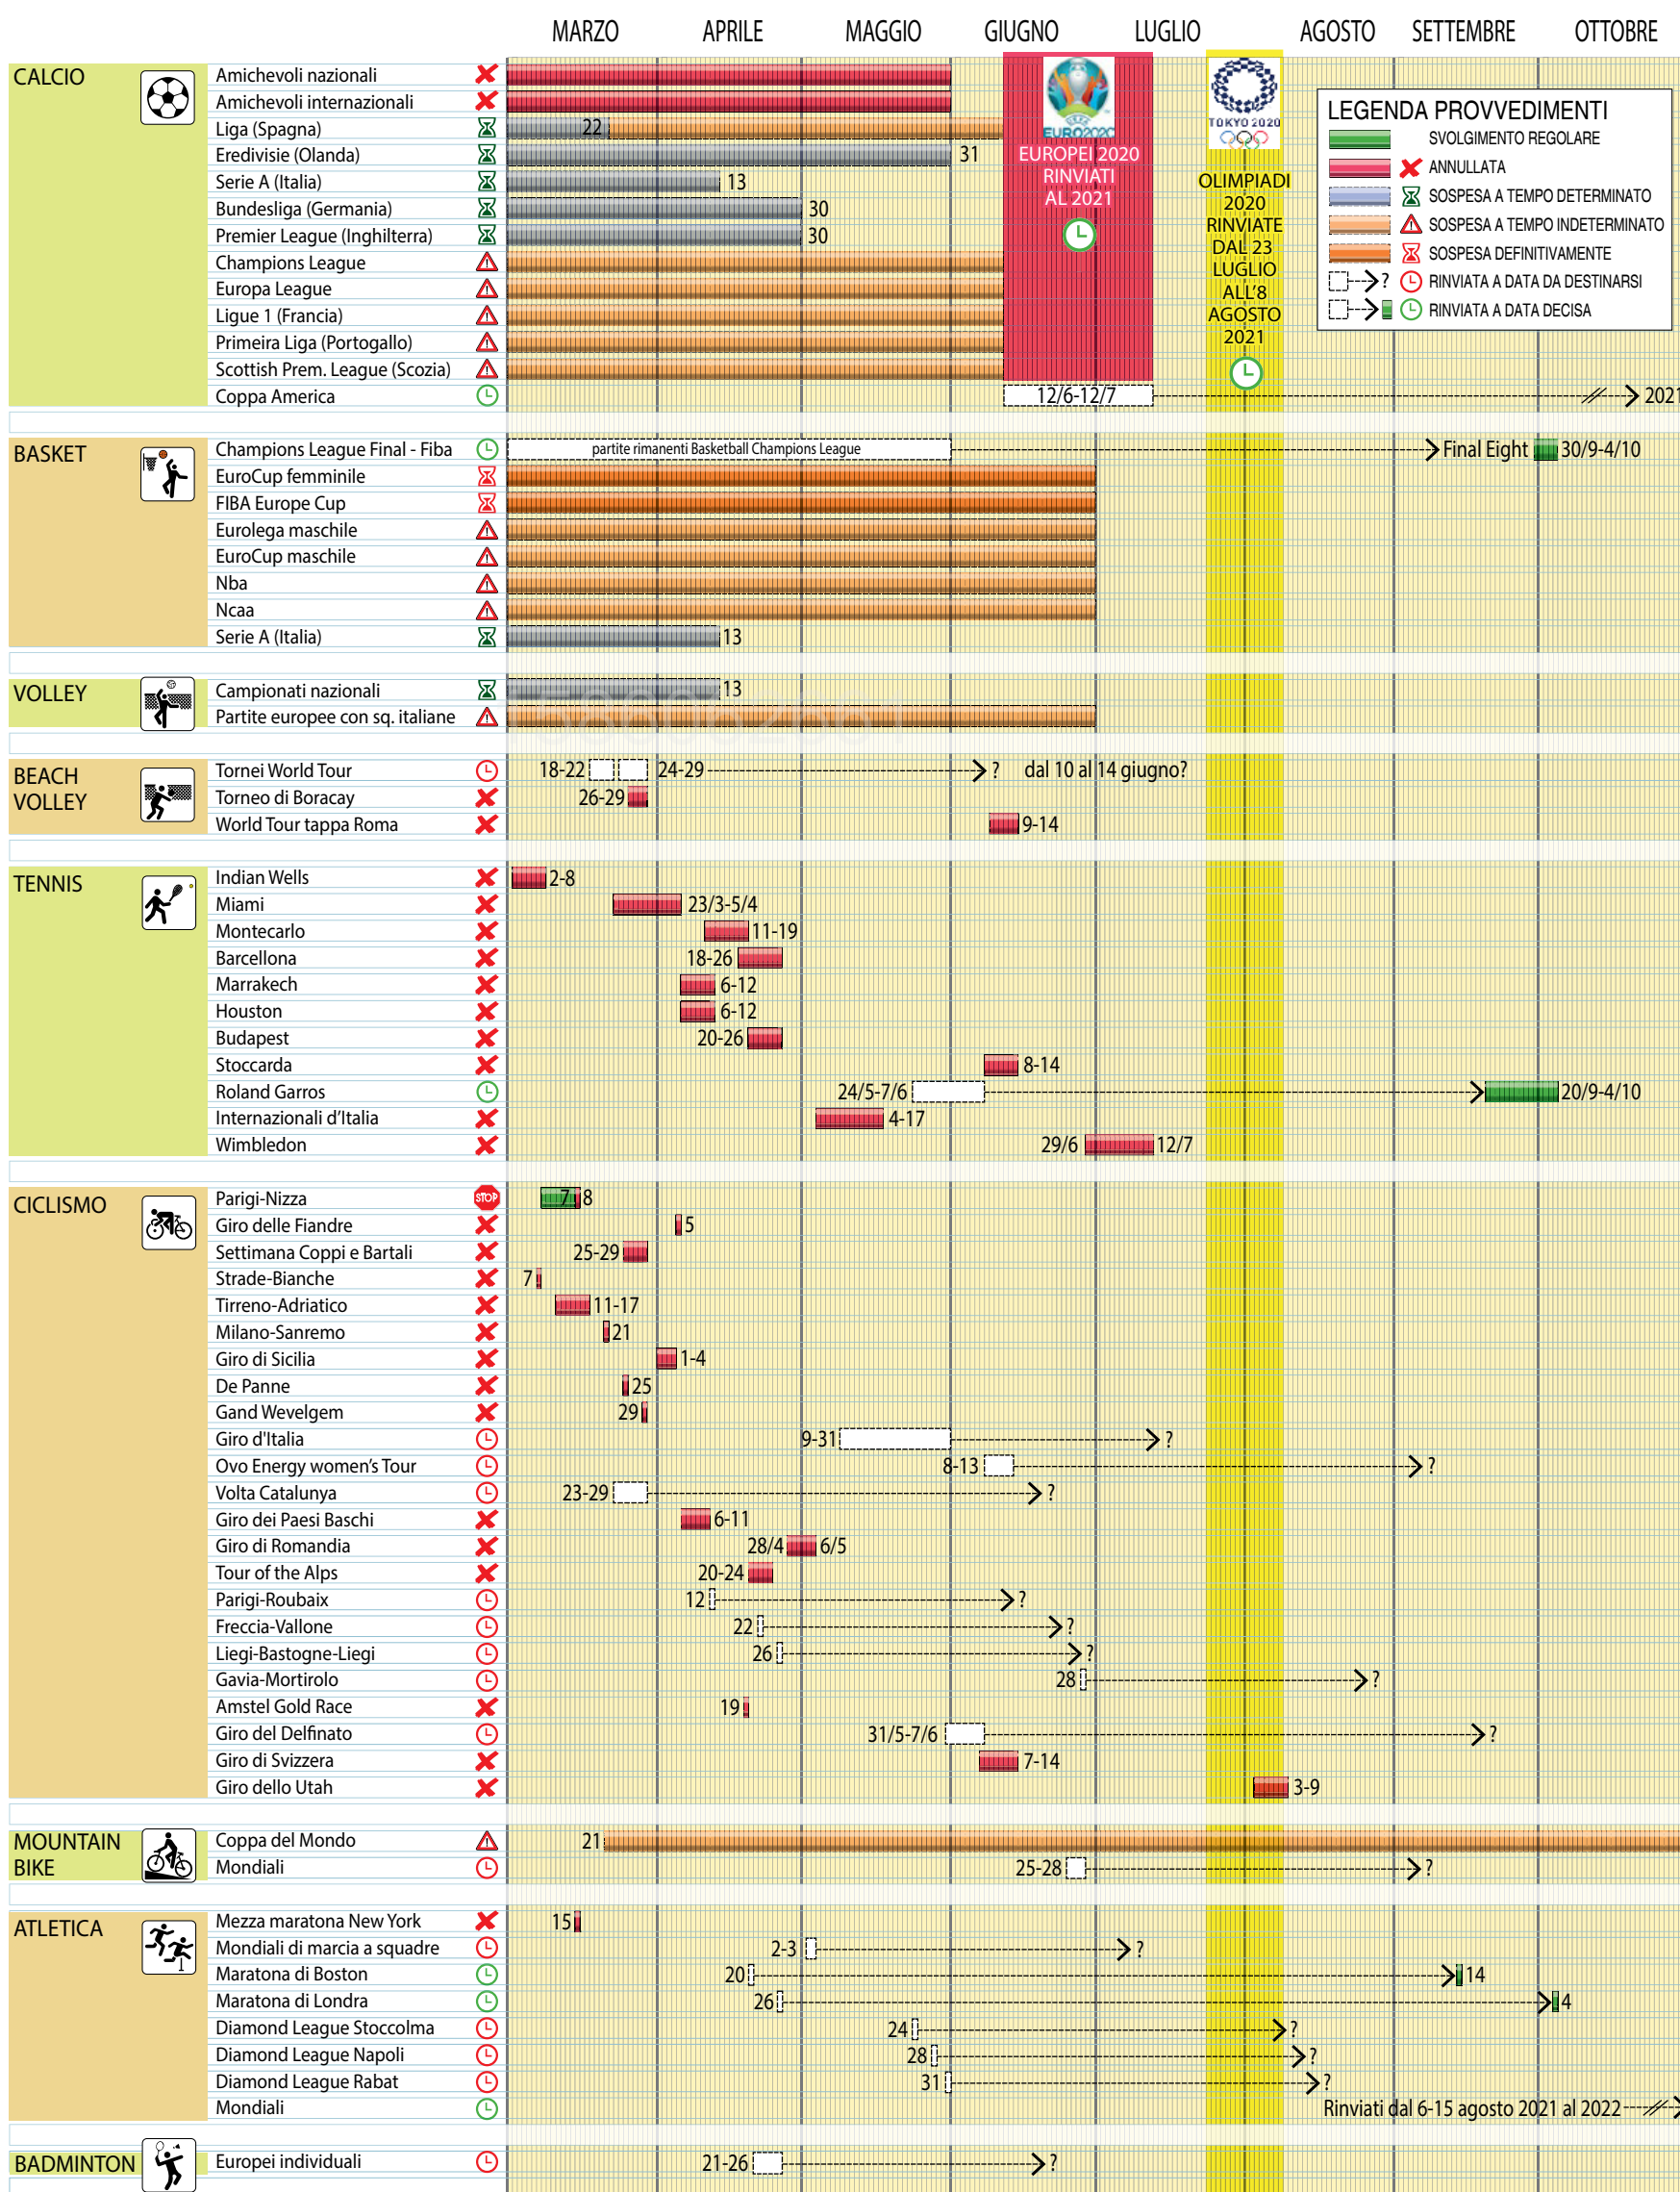 MARZO APRILE MAGGIO GIUGNO LUGLIO AGOSTO SETTEMBRE OTTOBRE
CALCIO
Amichevoli nazionali
Amichevoli internazionali
Liga (Spagna) 22
Eredivisie (Olanda) 31
Serie A (Italia) 13
Bundesliga (Germania) 30
Premier League (Inghilterra) 30
Champions League
Europa League
Ligue 1 (Francia)
Primeira Liga (Portogallo)
Scottish Prem. League (Scozia)
Coppa America 12/6-12/7 2021
UEFA
EURO2020
EUROPEI 2020
RINVIATI
AL 2021
TOKYO 2020
OLIMPIADI
2020
RINVIATE
DAL 23
LUGLIO
ALL'8
AGOSTO
2021
LEGENDA PROVVEDIMENTI
SVOLGIMENTO REGOLARE
ANNULLATA
SOSPESA A TEMPO DETERMINATO
SOSPESA A TEMPO INDETERMINATO
SOSPESA DEFINITIVAMENTE
? RINVIATA A DATA DA DESTINARSI
RINVIATA A DATA DECISA
BASKET
Champions League Final - Fiba partite rimanenti Basketball Champions League Final Eight 30/9-4/10
EuroCup femminile
FIBA Europe Cup
Eurolega maschile
EuroCup maschile
Nba
Ncaa
Serie A (Italia) 13
VOLLEY
Campionati nazionali 13
Partite europee con sq. italiane
BEACH
VOLLEY
Tornei World Tour 18-22 24-29 ? dal 10 al 14 giugno?
Torneo di Boracay 26-29
World Tour tappa Roma 9-14
TENNIS
Indian Wells 2-8
Miami 23/3-5/4
Montecarlo 11-19
Barcellona 18-26
Marrakech 6-12
Houston 6-12
Budapest 20-26
Stoccarda 8-14
Roland Garros 24/5-7/6 20/9-4/10
Internazionali d'Italia 4-17
Wimbledon 29/6 12/7
CICLISMO
Parigi-Nizza STOP 7 8
Giro delle Fiandre 5
Settimana Coppi e Bartali 25-29
Strade-Bianche 7
Tirreno-Adriatico 11-17
Milano-Sanremo 21
Giro di Sicilia 1-4
De Panne 25
Gand Wevelgem 29
Giro d'Italia 9-31 ?
Ovo Energy women's Tour 8-13 ?
Volta Catalunya 23-29 ?
Giro dei Paesi Baschi 6-11
Giro di Romandia 28/4 6/5
Tour of the Alps 20-24
Parigi-Roubaix 12 ?
Freccia-Vallone 22 ?
Liegi-Bastogne-Liegi 26 ?
Gavia-Mortirolo 28 ?
Amstel Gold Race 19
Giro del Delfinato 31/5-7/6 ?
Giro di Svizzera 7-14
Giro dello Utah 3-9
MOUNTAIN
BIKE
Coppa del Mondo 21
Mondiali 25-28 ?
ATLETICA
Mezza maratona New York 15
Mondiali di marcia a squadre 2-3 ?
Maratona di Boston 20 14
Maratona di Londra 26 4
Diamond League Stoccolma 24 ?
Diamond League Napoli 28 ?
Diamond League Rabat 31 ?
Mondiali Rinviati dal 6-15 agosto 2021 al 2022
BADMINTON
Europei individuali 21-26 ?